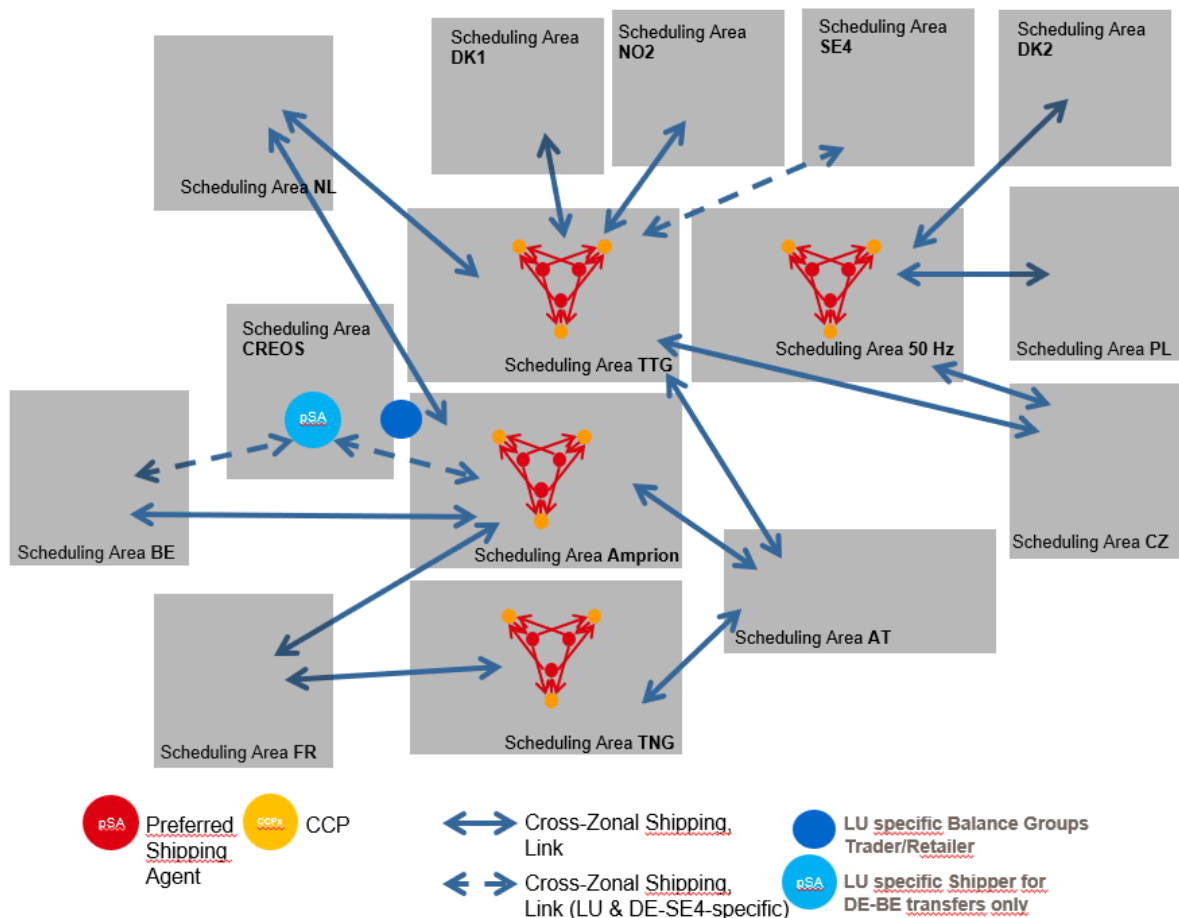 Scheduling Area
DK1
Scheduling Area
NO2
Scheduling Area
SE4
Scheduling Area
DK2
Scheduling Area NL
Scheduling Area TTG
Scheduling Area 50 Hz
Scheduling Area PL
Scheduling Area
CREOS
pSA
Scheduling Area BE
Scheduling Area Amprion
Scheduling Area CZ
Scheduling Area AT
Scheduling Area FR
Scheduling Area TNG
pSA
Preferred
Shipping
Agent
CCPx
CCP
Cross-Zonal Shipping,
Link
Cross-Zonal Shipping,
Link (LU & DE-SE4-specific)
LU specific Balance Groups
Trader/Retailer
pSA
LU specific Shipper for
DE-BE transfers only